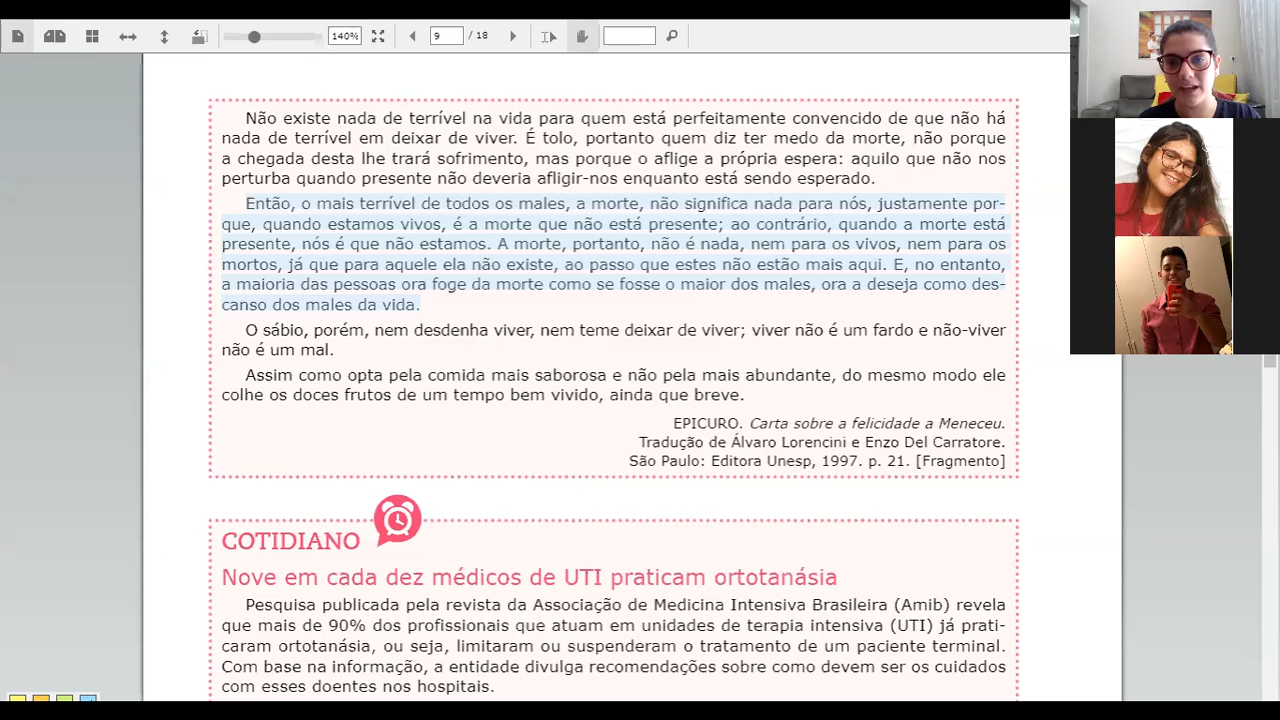 140%
9
/ 18
Não existe nada de terrível na vida para quem está perfeitamente convencido de que não há
nada de terrível em deixar de viver. É tolo, portanto quem diz ter medo da morte, não porque
a chegada desta lhe trará sofrimento, mas porque o aflige a própria espera: aquilo que não nos
perturba quando presente não deveria afligir-nos enquanto está sendo esperado.
Então, o mais terrível de todos os males, a morte, não significa nada para nós, justamente por-
que, quando estamos vivos, é a morte que não está presente; ao contrário, quando a morte está
presente, nós é que não estamos. A morte, portanto, não é nada, nem para os vivos, nem para os
mortos, já que para aquele ela não existe, ao passo que estes não estão mais aqui. E, no entanto,
a maioria das pessoas ora foge da morte como se fosse o maior dos males, ora a deseja como des-
canso dos males da vida.
O sábio, porém, nem desdenha viver, nem teme deixar de viver; viver não é um fardo e não-viver
não é um mal.
Assim como opta pela comida mais saborosa e não pela mais abundante, do mesmo modo ele
colhe os doces frutos de um tempo bem vivido, ainda que breve.
EPICURO. Carta sobre a felicidade a Meneceu.
Tradução de Álvaro Lorencini e Enzo Del Carratore.
São Paulo: Editora Unesp, 1997. p. 21. [Fragmento]
COTIDIANO
Nove em cada dez médicos de UTI praticam ortotanásia
Pesquisa publicada pela revista da Associação de Medicina Intensiva Brasileira (Amib) revela
que mais de 90% dos profissionais que atuam em unidades de terapia intensiva (UTI) já prati-
caram ortotanásia, ou seja, limitaram ou suspenderam o tratamento de um paciente terminal.
Com base na informação, a entidade divulga recomendações sobre como devem ser os cuidados
com esses doentes nos hospitais.